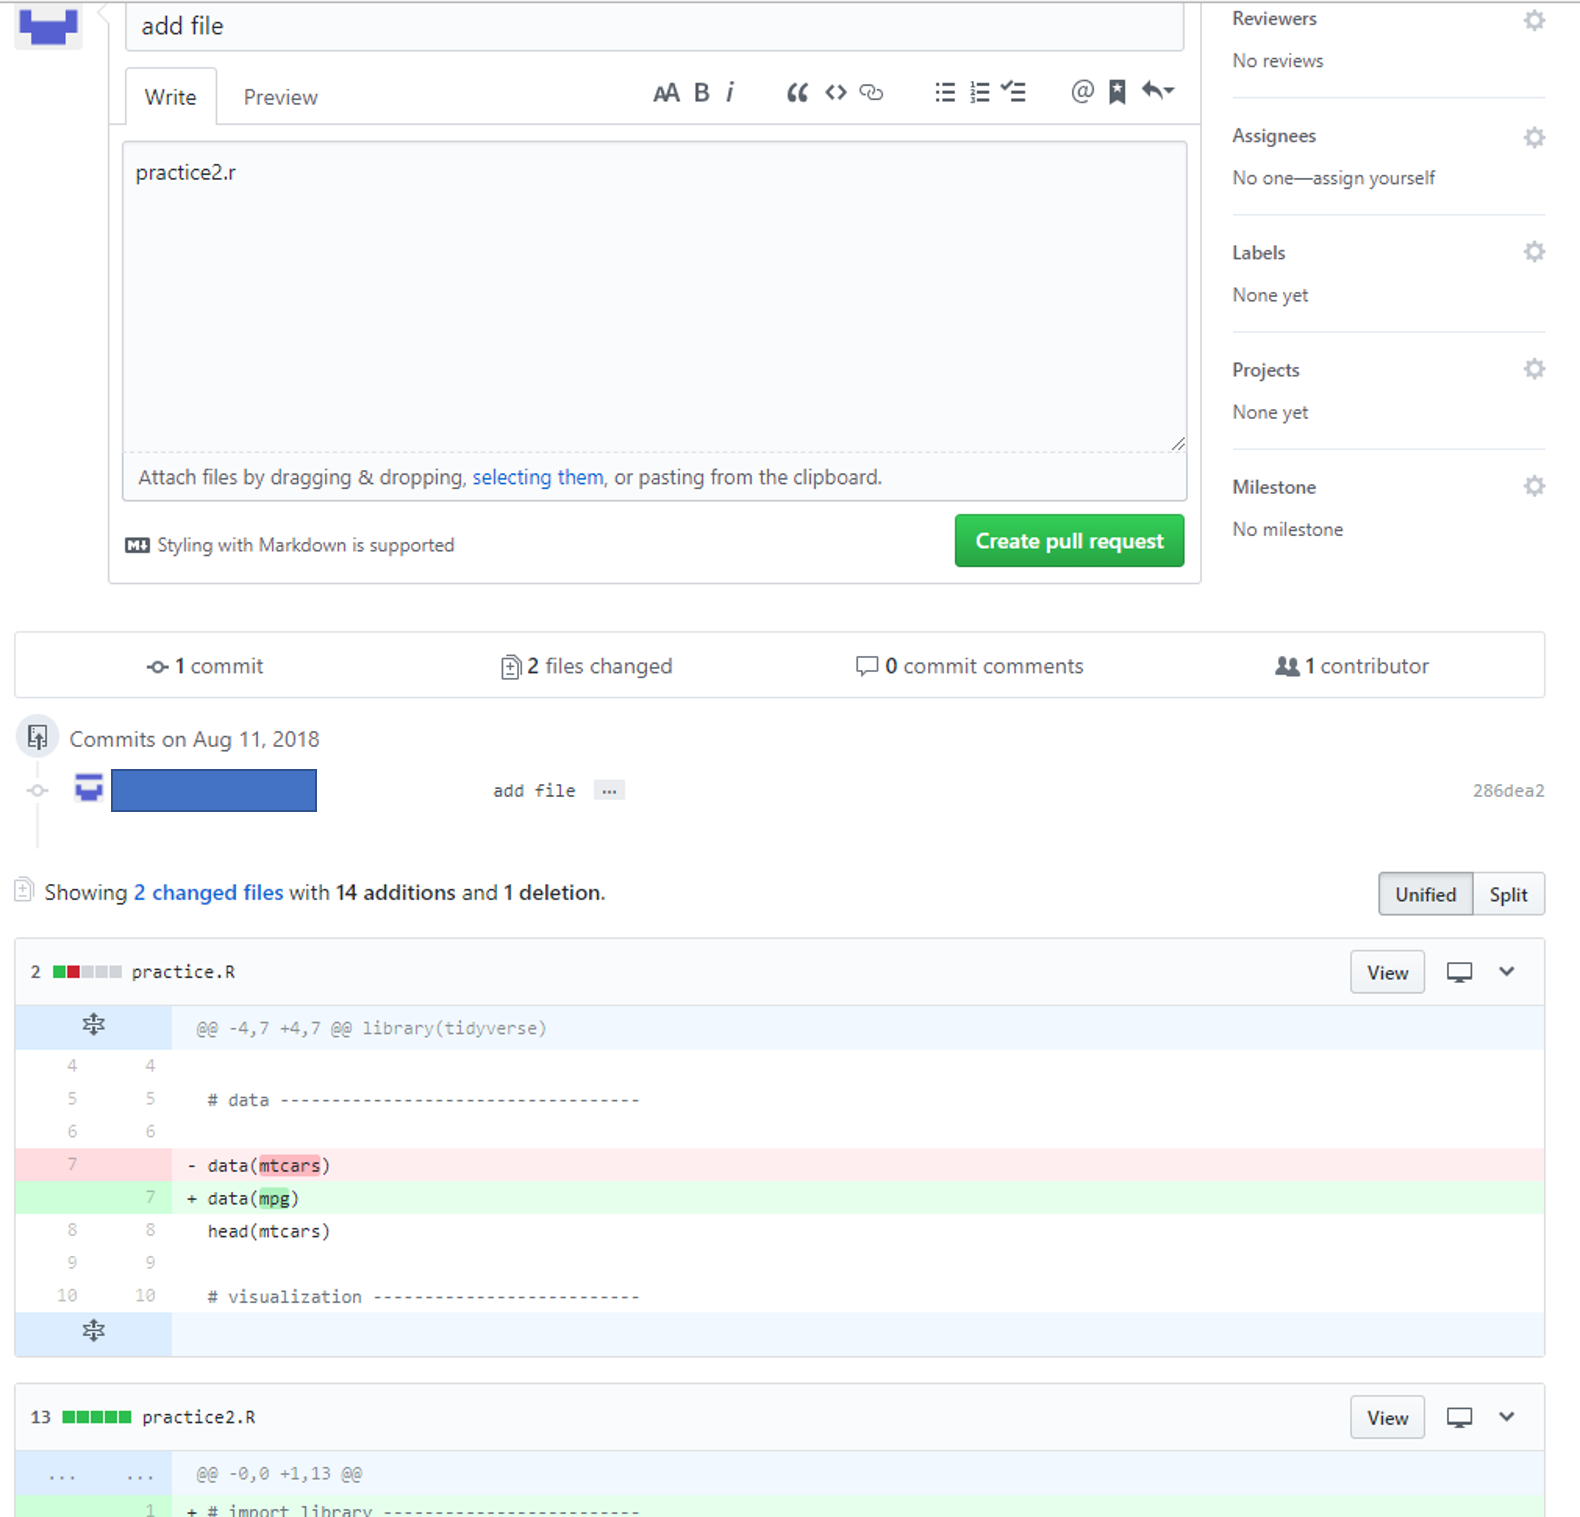 add file
Reviewers
No reviews
Write Preview AA B i “ <> @
Assignees
practice2.r
No one—assign yourself
Labels
None yet
Projects
None yet
Attach files by dragging & dropping, selecting them, or pasting from the clipboard.
Milestone
No milestone
M↓ Styling with Markdown is supported
Create pull request
1 commit 2 files changed 0 commit comments 1 contributor
Commits on Aug 11, 2018
add file ... 286dea2
Showing 2 changed files with 14 additions and 1 deletion.
Unified Split
2 practice.R View
@@ -4,7 +4,7 @@ library(tidyverse)
4 4
5 5 # data -----------------------------------
6 6
7 - data(mtcars)
7 + data(mpg)
8 8 head(mtcars)
9 9
10 10 # visualization --------------------------
13 practice2.R View
... ... @@ -0,0 +1,13 @@
1 + # import library -------------------------